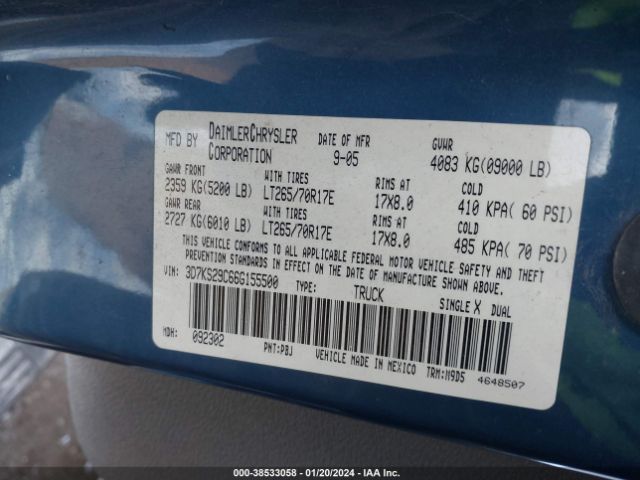 MFD BY DAIMLERCHRYSLER CORPORATION DATE OF MFR 9-05 GVWR 4083 KG(09000 LB)
GAWR FRONT WITH TIRES RIMS AT COLD
2359 KG(5200 LB) LT265/70R17E 17X8.0 410 KPA( 60 PSI)
GAWR REAR WITH TIRES RIMS AT COLD
2727 KG(6010 LB) LT265/70R17E 17X8.0 485 KPA( 70 PSI)
THIS VEHICLE CONFORMS TO ALL APPLICABLE FEDERAL MOTOR VEHICLE SAFETY AND THEFT
PREVENTION STANDARDS IN EFFECT ON THE DATE OF MANUFACTURE SHOWN ABOVE.
VIN: 3D7KS29C66G155500 TYPE: TRUCK SINGLE X DUAL
MDH: 092302 PNT:PBJ VEHICLE MADE IN MEXICO TRM:N9D5 4648507
000-38533058 - 01/20/2024 - IAA.